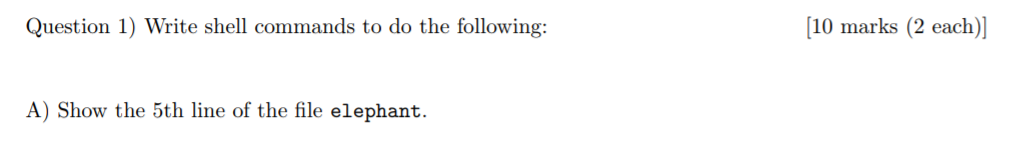 Question 1) Write shell commands to do the following: [10 marks (2 each)]
A) Show the 5th line of the file elephant.